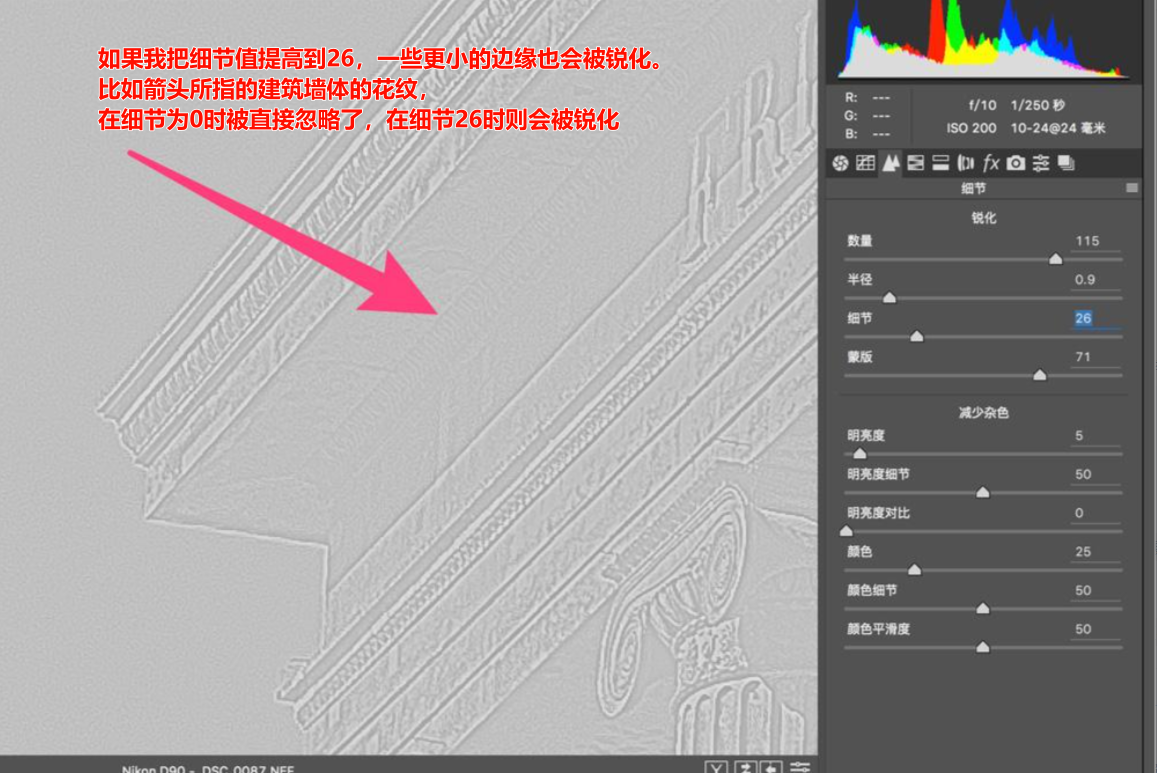 如果我把细节值提高到26，一些更小的边缘也会被锐化。
比如箭头所指的建筑墙体的花纹，
在细节为0时被直接忽略了，在细节26时则会被锐化
R: ---
G: ---
B: ---
f/10 1/250 秒
ISO 200 10-24@24 毫米
fx
细节
锐化
数量 115
半径 0.9
细节 26
蒙版 71
减少杂色
明亮度 5
明亮度细节 50
明亮度对比 0
颜色 25
颜色细节 50
颜色平滑度 50
Nikon D90 - DSC_0087.NEF
Y